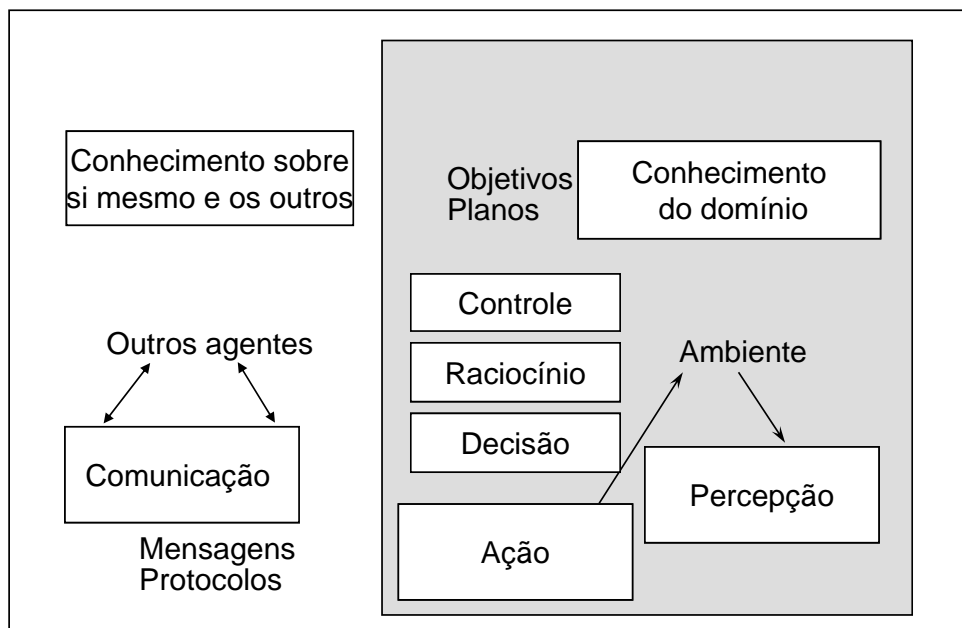 Conhecimento sobre
si mesmo e os outros
Objetivos
Planos
Conhecimento
do domínio
Controle
Outros agentes
Raciocínio
Ambiente
Decisão
Comunicação
Percepção
Mensagens
Protocolos
Ação